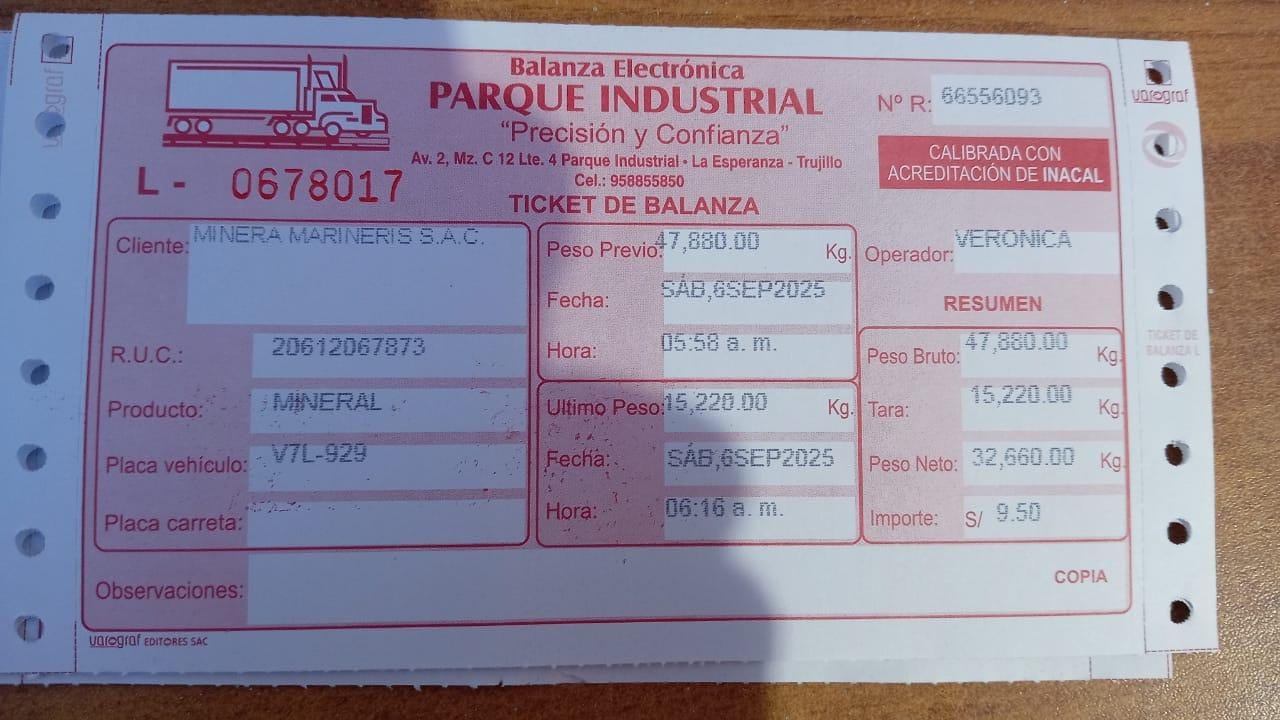 Balanza Electrónica
PARQUE INDUSTRIAL
"Precisión y Confianza"
Av. 2, Mz. C 12 Lte. 4 Parque Industrial • La Esperanza - Trujillo
Cel.: 958855850
TICKET DE BALANZA
L - 0678017
Nº R: 66556093
CALIBRADA CON
ACREDITACIÓN DE INACAL
Cliente: MINERA MARINERIS S.A.C.
R.U.C.: 20612067873
Producto: MINERAL
Placa vehículo: V7L-929
Placa carreta:
Peso Previo: 47,880.00 Kg.
Fecha: SÁB,6SEP2025
Hora: 05:58 a. m.
Ultimo Peso: 15,220.00 Kg.
Fecha: SÁB,6SEP2025
Hora: 06:16 a. m.
Operador: VERONICA
RESUMEN
Peso Bruto: 47,880.00 Kg.
Tara: 15,220.00 Kg.
Peso Neto: 32,660.00 Kg.
Importe: S/ 9.50
Observaciones:
COPIA
varograf EDITORES SAC
varograf
varograf
TICKET DE
BALANZA L